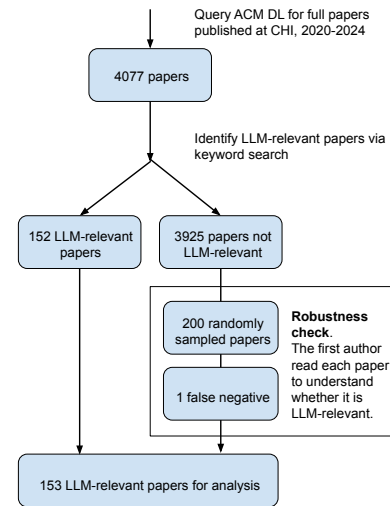 Query ACM DL for full papers
published at CHI, 2020-2024
4077 papers
Identify LLM-relevant papers via
keyword search
152 LLM-relevant
papers
3925 papers not
LLM-relevant
200 randomly
sampled papers
1 false negative
Robustness
check.
The first author
read each paper
to understand
whether it is
LLM-relevant.
153 LLM-relevant papers for analysis